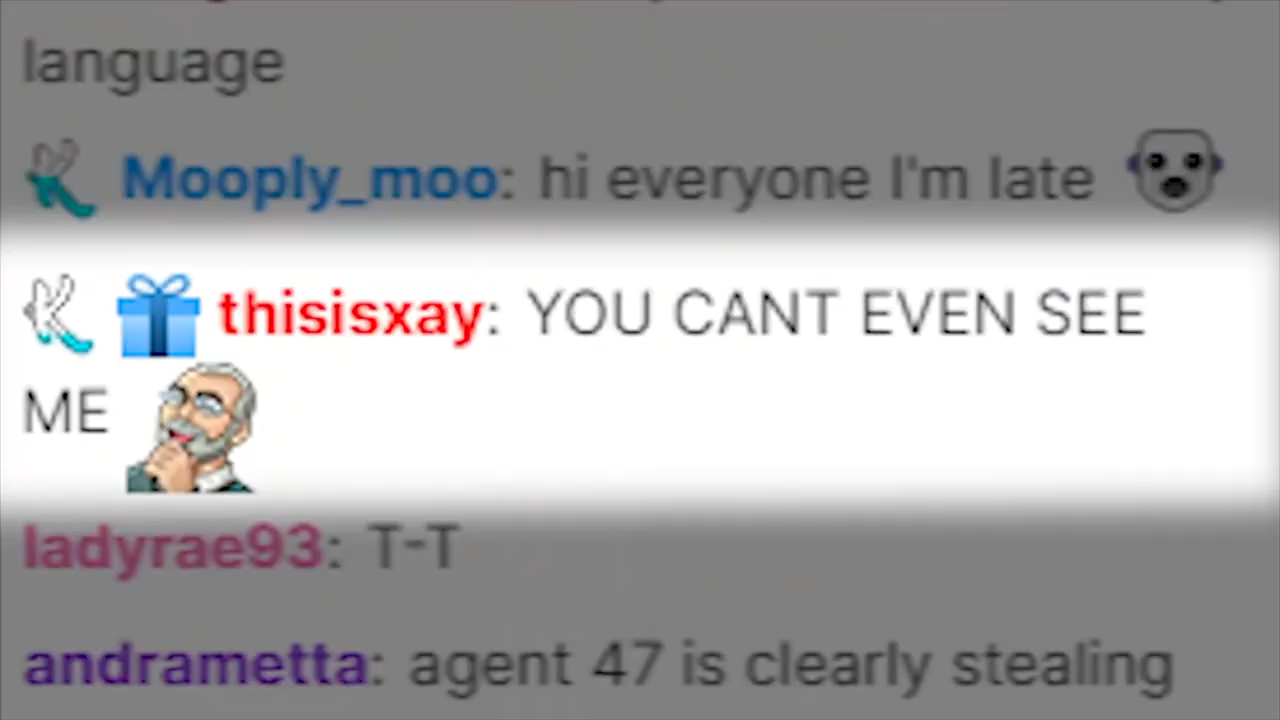 language
Mooply_moo: hi everyone I'm late
thisisxay: YOU CANT EVEN SEE
ME
ladyrae93: T-T
andrametta: agent 47 is clearly stealing